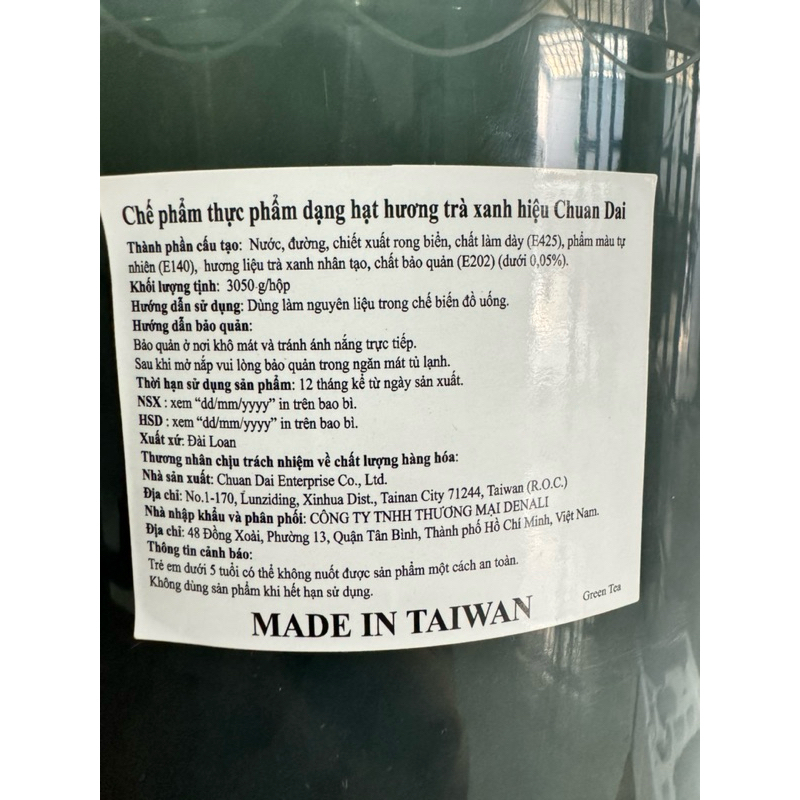 Chế phẩm thực phẩm dạng hạt hương trà xanh hiệu Chuan Dai
Thành phần cấu tạo: Nước, đường, chiết xuất rong biển, chất làm dày (E425), phẩm màu tự
nhiên (E140), hương liệu trà xanh nhân tạo, chất bảo quản (E202) (dưới 0,05%).
Khối lượng tịnh: 3050 g/hộp
Hướng dẫn sử dụng: Dùng làm nguyên liệu trong chế biến đồ uống.
Hướng dẫn bảo quản:
Bảo quản ở nơi khô mát và tránh ánh nắng trực tiếp.
Sau khi mở nắp vui lòng bảo quản trong ngăn mát tủ lạnh.
Thời hạn sử dụng sản phẩm: 12 tháng kể từ ngày sản xuất.
NSX : xem “dd/mm/yyyy” in trên bao bì.
HSD : xem “dd/mm/yyyy” in trên bao bì.
Xuất xứ: Đài Loan
Thương nhân chịu trách nhiệm về chất lượng hàng hóa:
Nhà sản xuất: Chuan Dai Enterprise Co., Ltd.
Địa chỉ: No.1-170, Lunziding, Xinhua Dist., Tainan City 71244, Taiwan (R.O.C.)
Nhà nhập khẩu và phân phối: CÔNG TY TNHH THƯƠNG MẠI DENALI
Địa chỉ: 48 Đồng Xoài, Phường 13, Quận Tân Bình, Thành phố Hồ Chí Minh, Việt Nam.
Thông tin cảnh báo:
Trẻ em dưới 5 tuổi có thể không nuốt được sản phẩm một cách an toàn.
Không dùng sản phẩm khi hết hạn sử dụng.
Green Tea
MADE IN TAIWAN